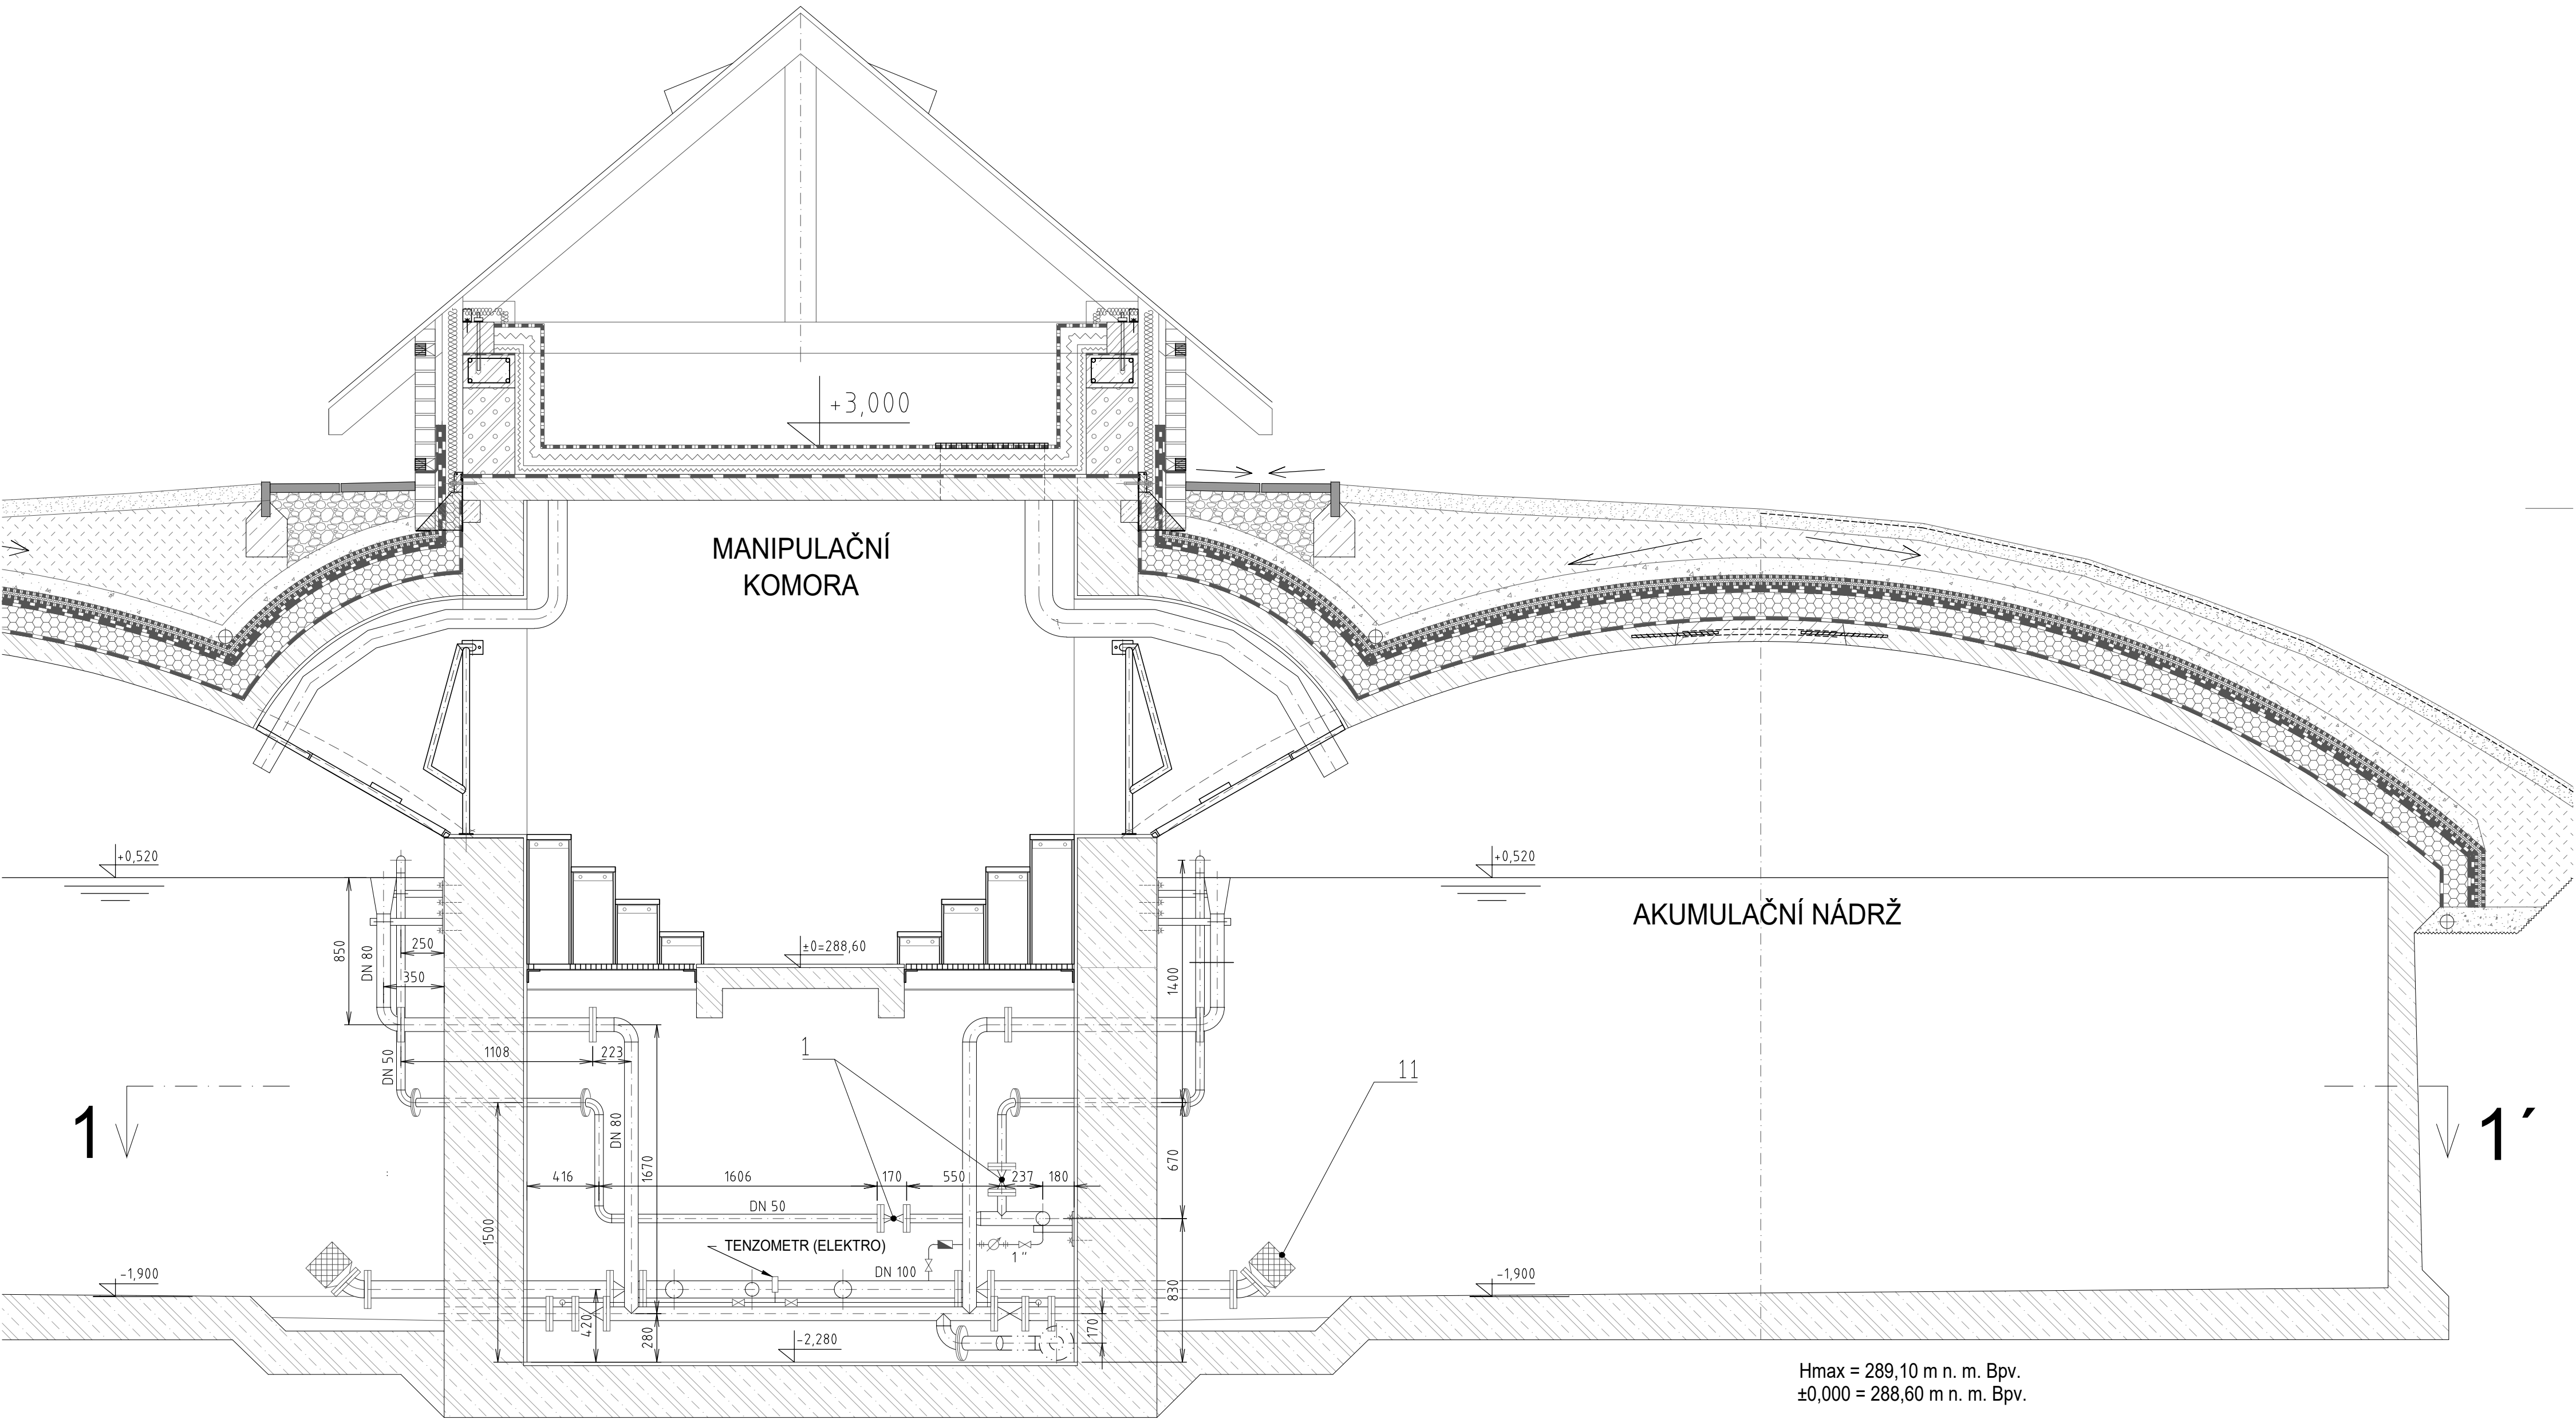 +3,000
MANIPULAČNÍ
KOMORA
+0,520
+0,520
AKUMULAČNÍ NÁDRŽ
±0=288,60
850
DN 80
250
350
1400
DN 50
1108
223
1
11
1
1´
DN 80
1670
670
416
1606
170
550
237
180
DN 50
1500
TENZOMETR (ELEKTRO)
1"
DN 100
-1,900
-1,900
830
420
280
170
-2,280
Hmax = 289,10 m n. m. Bpv.
±0,000 = 288,60 m n. m. Bpv.